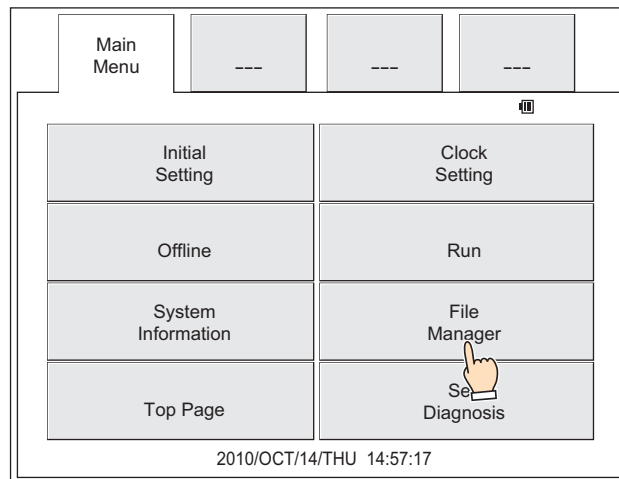 Main
Menu
---
---
---
Initial
Setting
Clock
Setting
Offline
Run
System
Information
File
Manager
Top Page
Se
Diagnosis
2010/OCT/14/THU 14:57:17